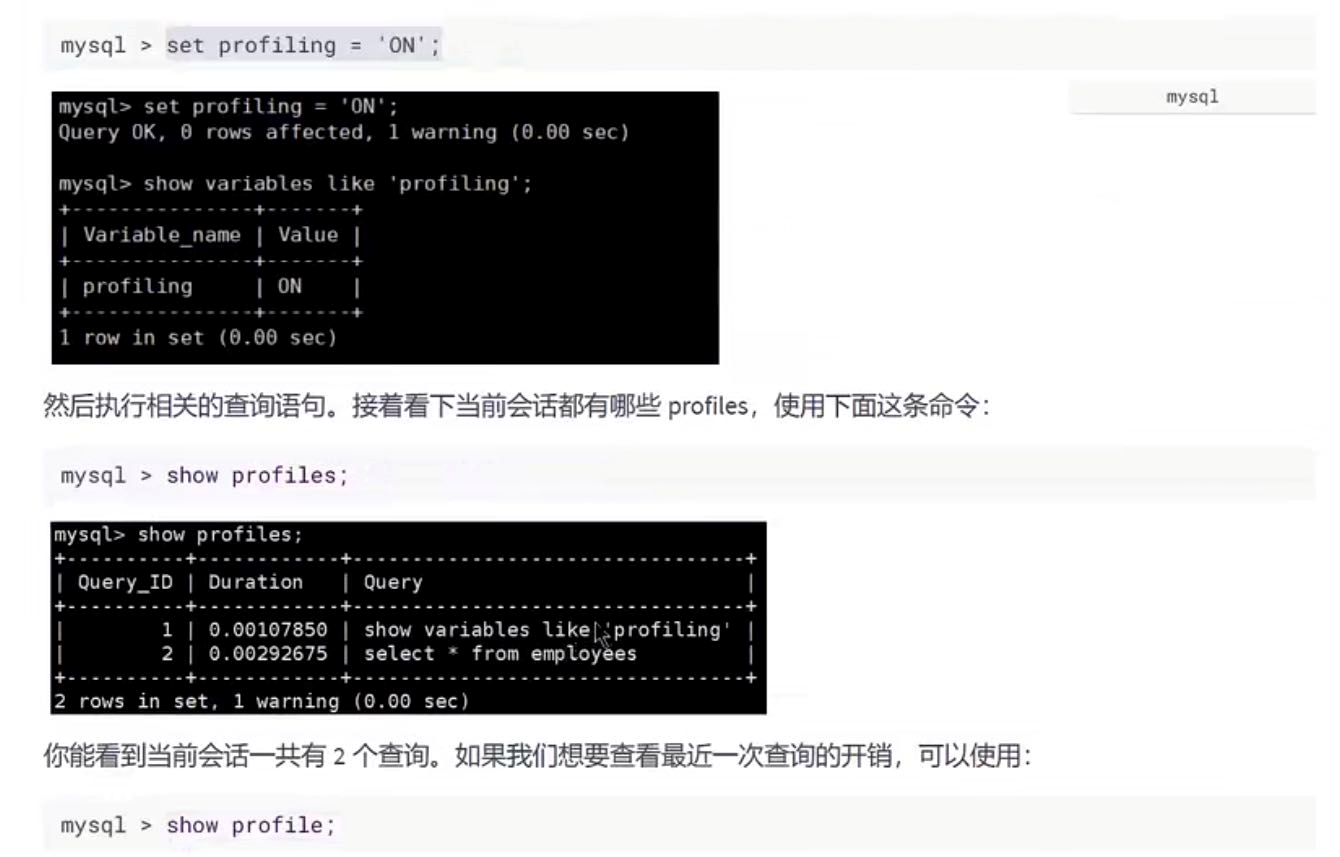 mysql > set profiling = 'ON';
mysql
mysql> set profiling = 'ON';
Query OK, 0 rows affected, 1 warning (0.00 sec)
mysql> show variables like 'profiling';
+---------------+-------+
| Variable_name | Value |
+---------------+-------+
| profiling     | ON    |
+---------------+-------+
1 row in set (0.00 sec)
然后执行相关的查询语句。接着看下当前会话都有哪些 profiles，使用下面这条命令：
mysql > show profiles;
mysql> show profiles;
+----------+------------+---------------------------------+
| Query_ID | Duration   | Query                           |
+----------+------------+---------------------------------+
|        1 | 0.00107850 | show variables like 'profiling' |
|        2 | 0.00292675 | select * from employees         |
+----------+------------+---------------------------------+
2 rows in set, 1 warning (0.00 sec)
你能看到当前会话一共有 2 个查询。如果我们想要查看最近一次查询的开销，可以使用：
mysql > show profile;